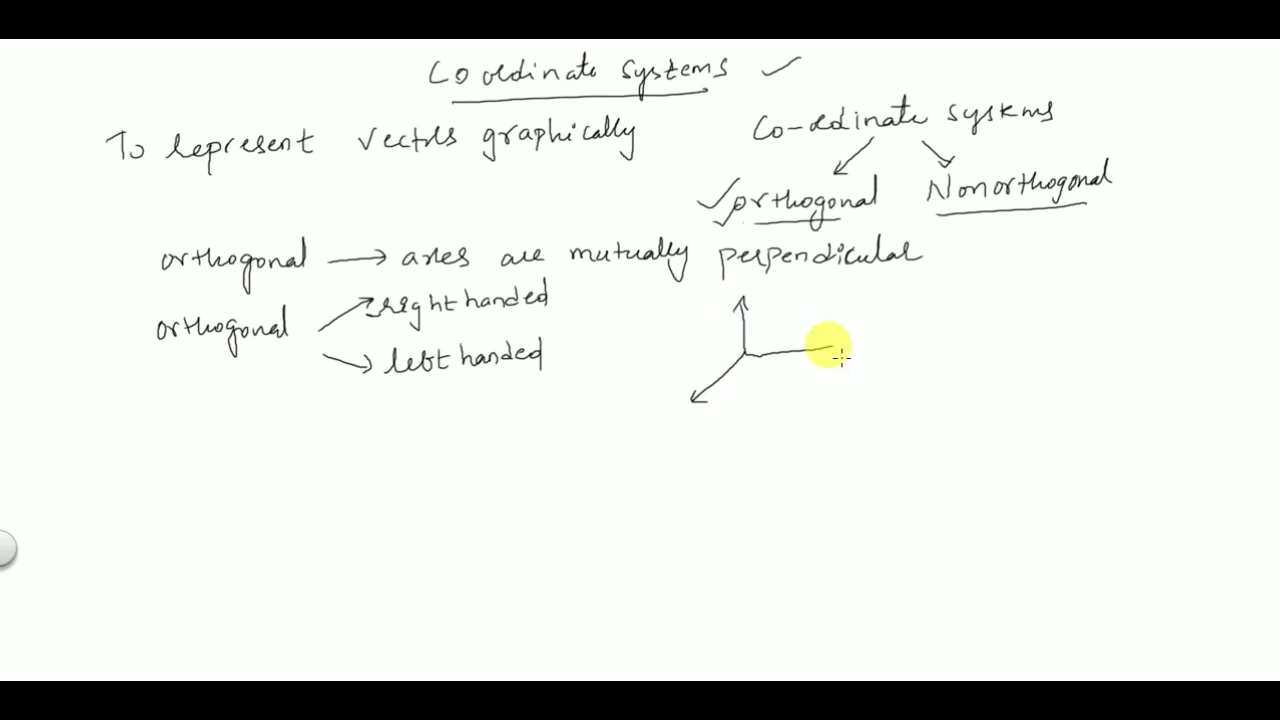 Co ordinate systems
To represent vectors graphically
Co-ordinate systems
orthogonal Nonorthogonal
orthogonal → axes are mutually perpendicular
orthogonal
right handed
left handed